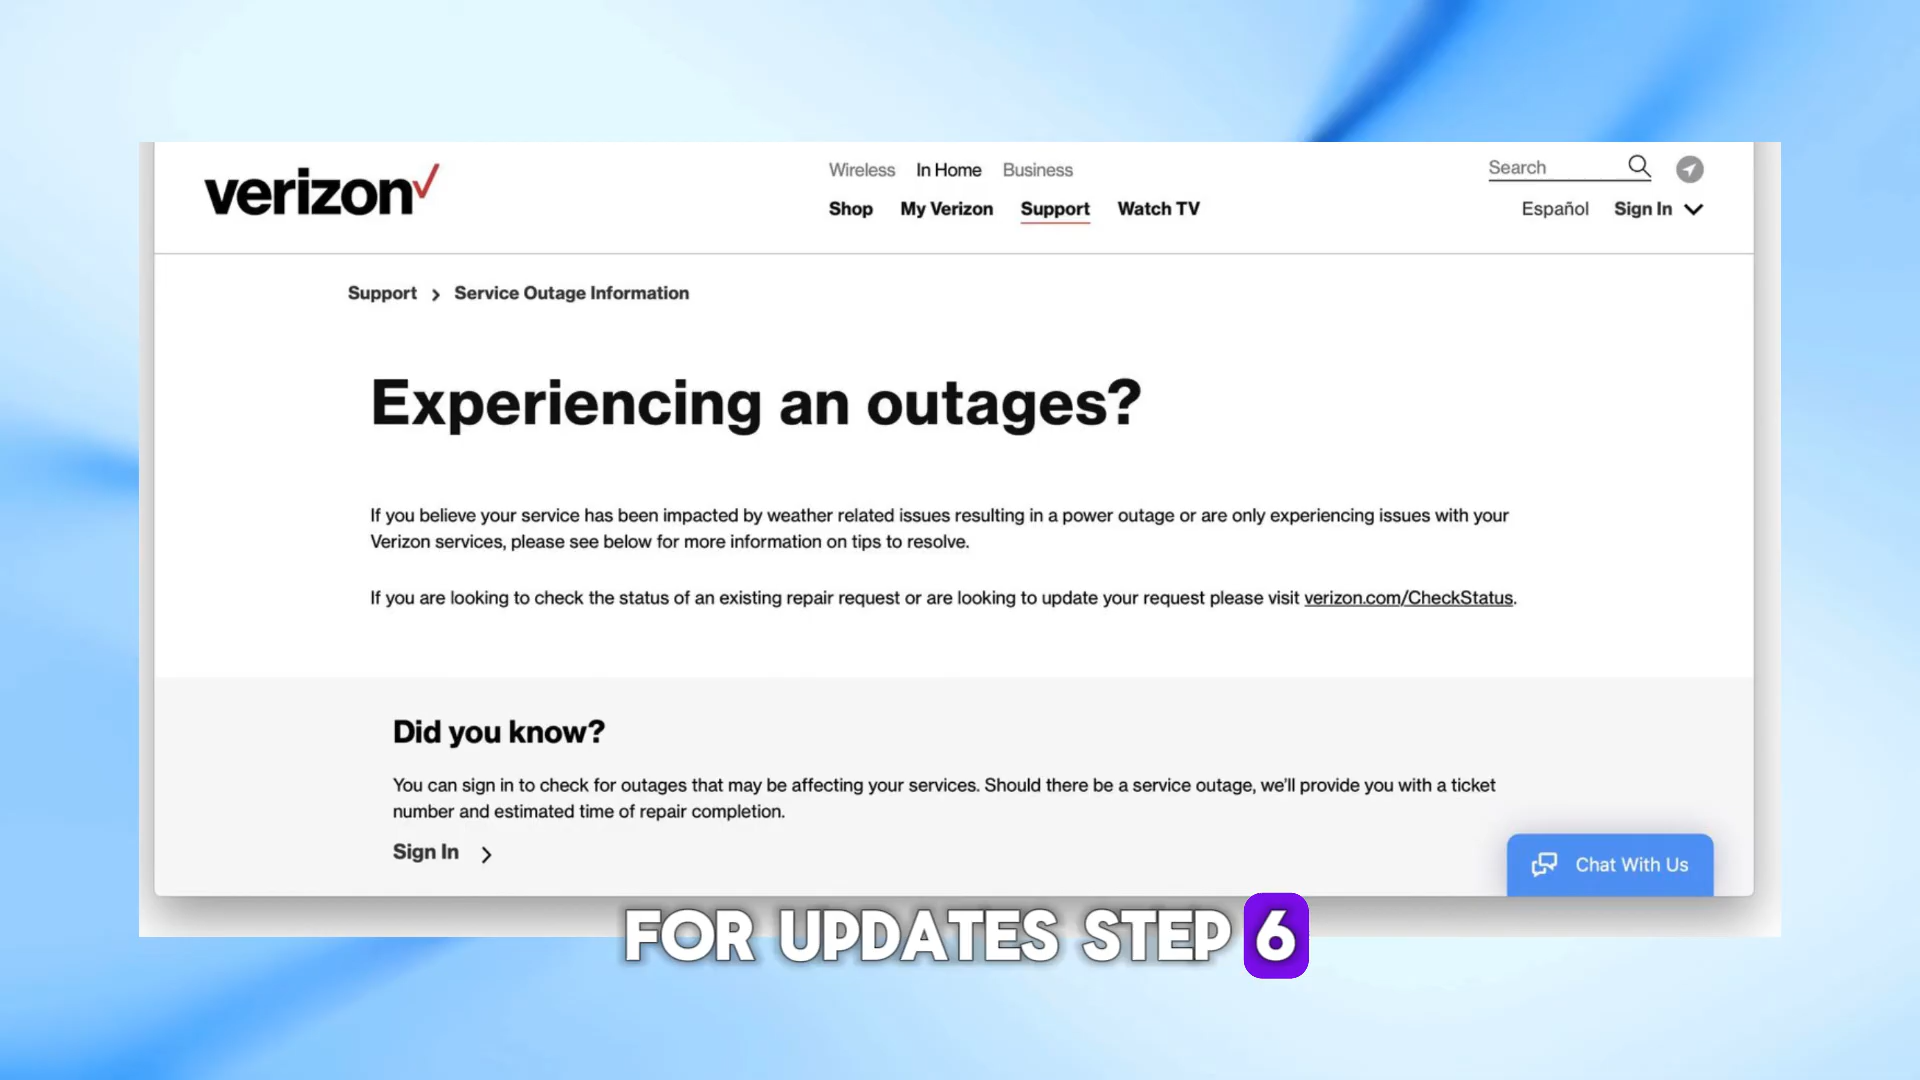 verizon
Wireless In Home Business
Search
Shop My Verizon Support Watch TV
Español Sign In
Support > Service Outage Information
Experiencing an outages?
If you believe your service has been impacted by weather related issues resulting in a power outage or are only experiencing issues with your
Verizon services, please see below for more information on tips to resolve.
If you are looking to check the status of an existing repair request or are looking to update your request please visit verizon.com/CheckStatus.
Did you know?
You can sign in to check for outages that may be affecting your services. Should there be a service outage, we'll provide you with a ticket
number and estimated time of repair completion.
Sign In >
Chat With Us
FOR UPDATES STEP 6